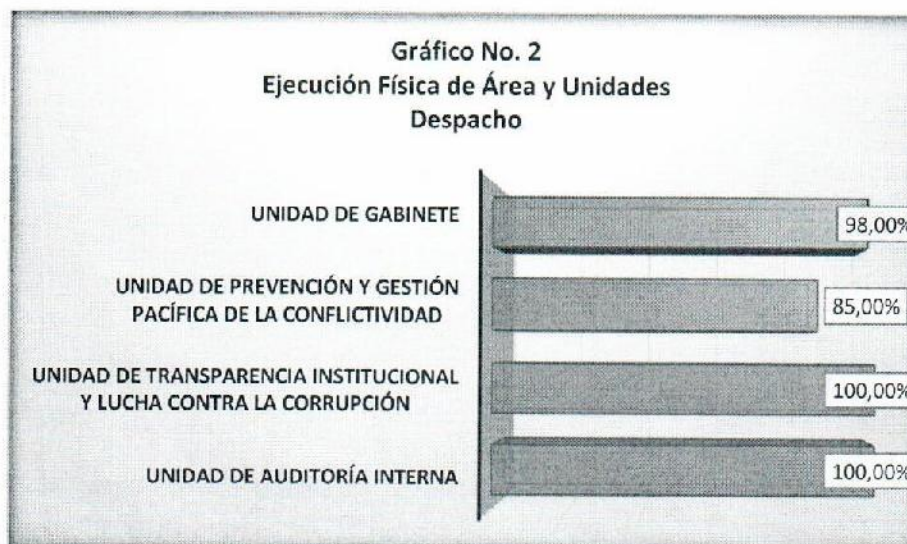 Gráfico No. 2
Ejecución Física de Área y Unidades
Despacho
UNIDAD DE GABINETE
98,00%
UNIDAD DE PREVENCIÓN Y GESTIÓN
PACÍFICA DE LA CONFLICTIVIDAD
85,00%
UNIDAD DE TRANSPARENCIA INSTITUCIONAL
Y LUCHA CONTRA LA CORRUPCIÓN
100,00%
UNIDAD DE AUDITORÍA INTERNA
100,00%